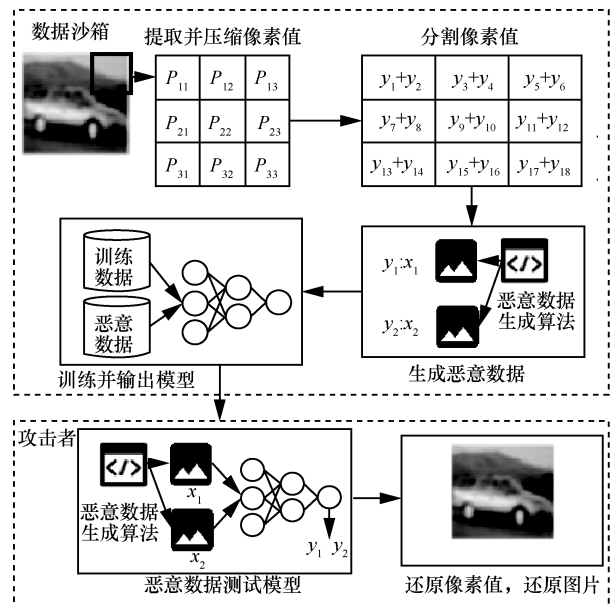 数据沙箱
提取并压缩像素值
分割像素值
P11 P12 P13
P21 P22 P23
P31 P32 P33
y1+y2 y3+y4 y5+y6
y7+y8 y9+y10 y11+y12
y13+y14 y15+y16 y17+y18
训练
数据
恶意
数据
训练并输出模型
y1:x1
y2:x2
</>
恶意数据
生成算法
生成恶意数据
攻击者
</>
恶意数据
生成算法
x1
x2
y1 y2
恶意数据测试模型
还原像素值，还原图片